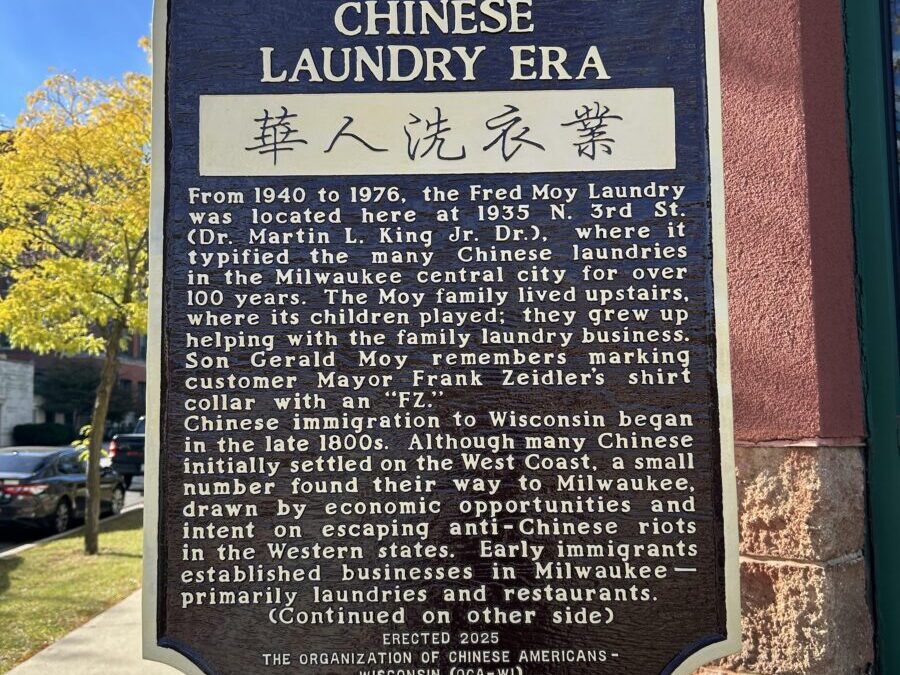 CHINESE
LAUNDRY ERA
華人洗衣業
From 1940 to 1976, the Fred Moy Laundry
was located here at 1935 N. 3rd St.
(Dr. Martin L. King Jr. Dr.), where it
typified the many Chinese laundries
in the Milwaukee central city for over
100 years. The Moy family lived upstairs,
where its children played; they grew up
helping with the family laundry business.
Son Gerald Moy remembers marking
customer Mayor Frank Zeidler's shirt
collar with an "FZ."
Chinese immigration to Wisconsin began
in the late 1800s. Although many Chinese
initially settled on the West Coast, a small
number found their way to Milwaukee,
drawn by economic opportunities and
intent on escaping anti-Chinese riots
in the Western states. Early immigrants
established businesses in Milwaukee—
primarily laundries and restaurants.
(Continued on other side)
ERECTED 2025
THE ORGANIZATION OF CHINESE AMERICANS-
WISCONSIN (OCA-WI)